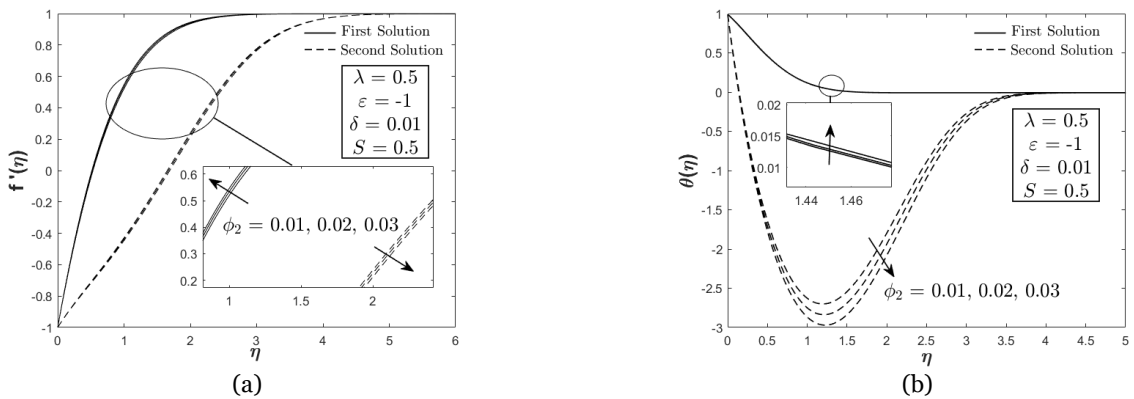 1
0.8
0.6
0.4
0.2
0
-0.2
-0.4
-0.6
-0.8
-1
f '(η)
First Solution
Second Solution
λ = 0.5
ε = -1
δ = 0.01
S = 0.5
0.6
0.5
0.4
0.3
0.2
ϕ₂ = 0.01, 0.02, 0.03
1 1.5 2
0 1 2 3 4 5 6
η
(a)
1
0.5
0
-0.5
-1
-1.5
-2
-2.5
-3
θ(η)
First Solution
Second Solution
0.02
0.015
0.01
1.44 1.46
λ = 0.5
ε = -1
δ = 0.01
S = 0.5
ϕ₂ = 0.01, 0.02, 0.03
0 0.5 1 1.5 2 2.5 3 3.5 4 4.5 5
η
(b)